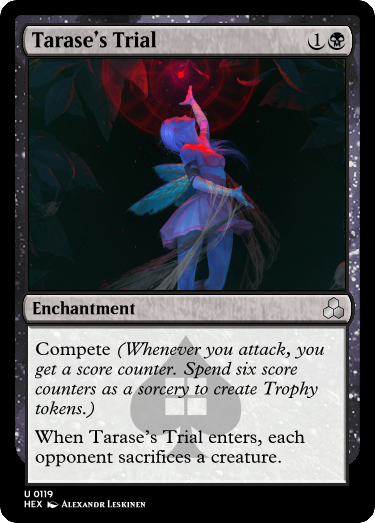 Tarase's Trial 1
Enchantment
Compete (Whenever you attack, you
get a score counter. Spend six score
counters as a sorcery to create Trophy
tokens.)
When Tarase's Trial enters, each
opponent sacrifices a creature.
U 0119
HEX Alexandr Leskinen